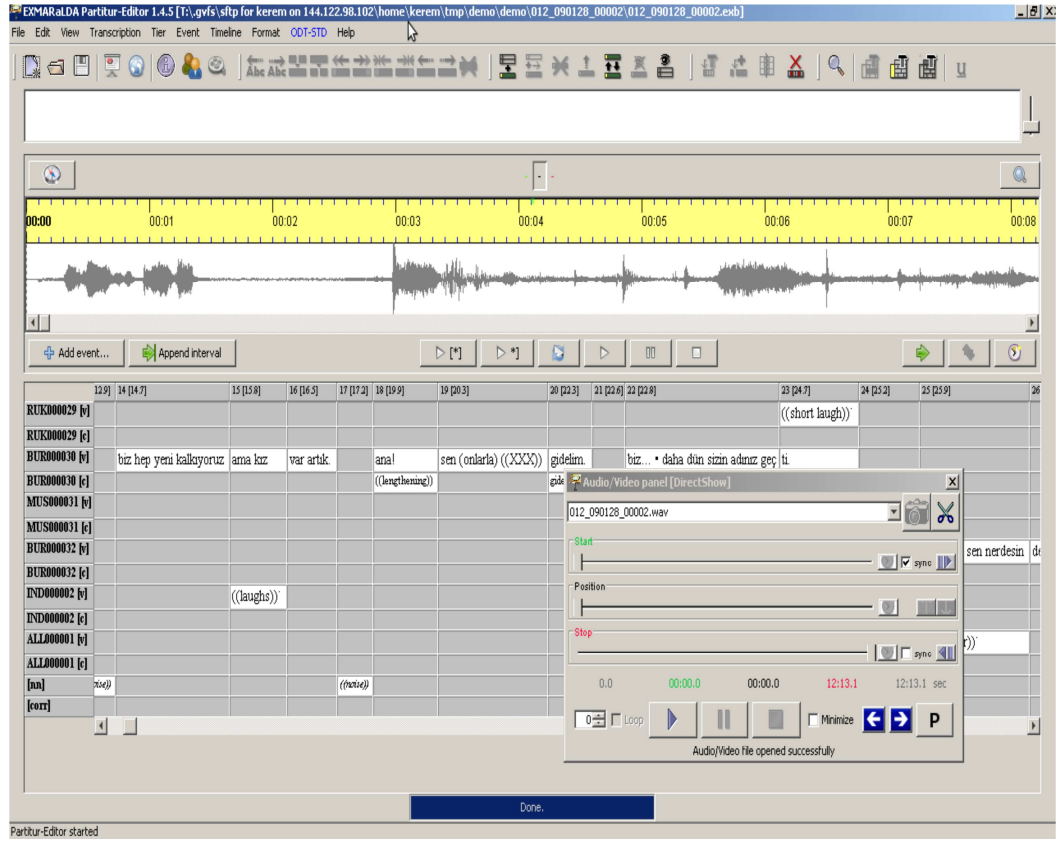 EXMARaLDA Partitur-Editor 1.4.5 [T:\.gvfs\sftp for kerem on 144.122.98.102\home\kerem\tmp\demo\demo\012_090128_00002\012_090128_00002.exb]
File Edit View Transcription Tier Event Timeline Format ODT-STD Help
Abc Abc
u
- - -
00:00 00:01 00:02 00:03 00:04 00:05 00:06 00:07 00:08
Add event... Append interval [*] *]
12.9] 14 [14.7] 15 [15.8] 16 [16.5] 17 [17.2] 18 [19.9] 19 [20.3] 20 [22.3] 21 [22.6] 22 [22.8] 23 [24.7] 24 [25.2] 25 [25.9] 26
RUK000029 [v] ((short laugh))˙
RUK000029 [c]
BUR000030 [v] biz hep yeni kalkıyoruz ama kız var artık. ana! sen (onlarla) ((XXX)) gidelim. biz... • daha dün sizin adınız geç ti.
BUR000030 [c] ((lengthening)) gide
MUS000031 [v]
MUS000031 [c]
BUR000032 [v] sen nerdesin de
BUR000032 [c]
IND000002 [v] ((laughs))˙
IND000002 [c]
ALL000001 [v] r))˙
ALL000001 [c]
[nn] ((noise))
[corr]
Audio/Video panel [DirectShow] X
012_090128_00002.wav
Start
sync
Position
Stop
sync
0.0 00:00.0 00:00.0 12:13.1 12:13.1 sec
0 Loop Minimize P
Audio/Video file opened successfully
Done.
Partitur-Editor started